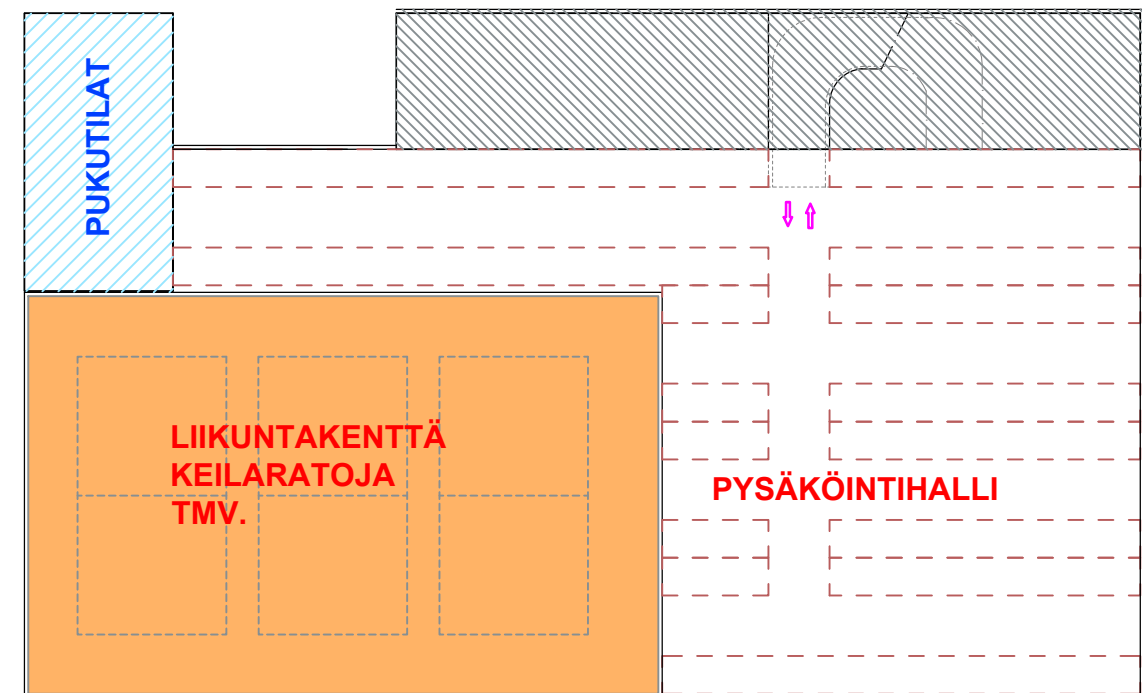 PUKUTILAT
LIIKUNTAKENTTÄ
KEILARATOJA
TMV.
PYSÄKÖINTIHALLI